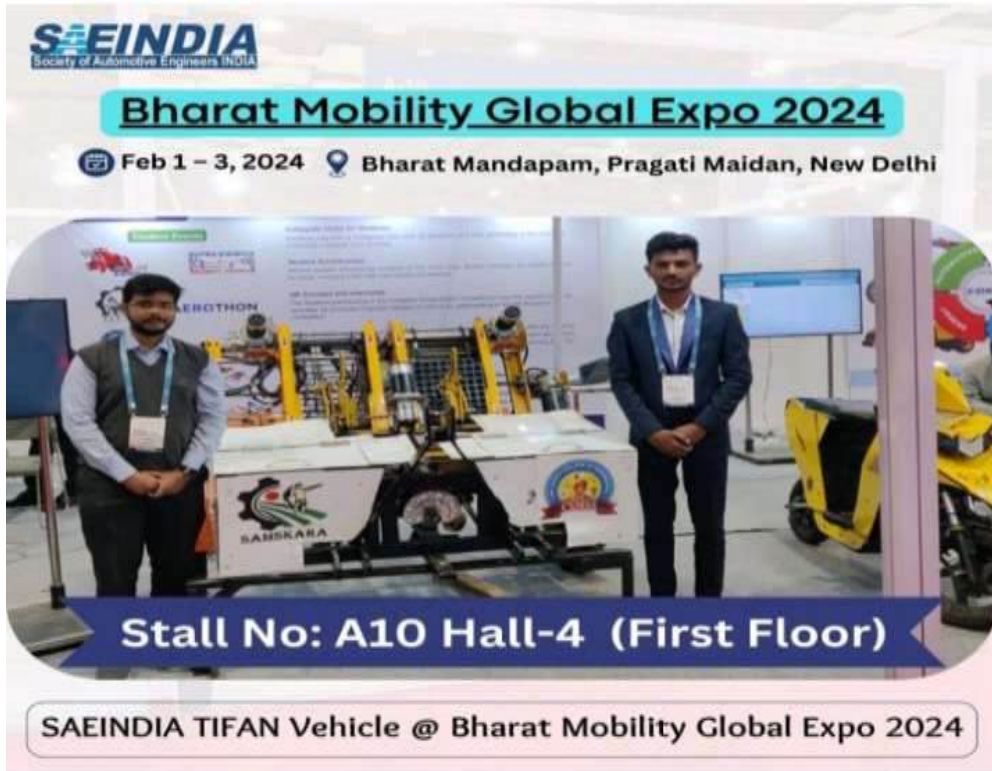 SAEINDIA
Society of Automotive Engineers INDIA
Bharat Mobility Global Expo 2024
Feb 1 – 3, 2024 Bharat Mandapam, Pragati Maidan, New Delhi
AEROTHON
SANSKARA
Stall No: A10 Hall-4 (First Floor)
SAEINDIA TIFAN Vehicle @ Bharat Mobility Global Expo 2024